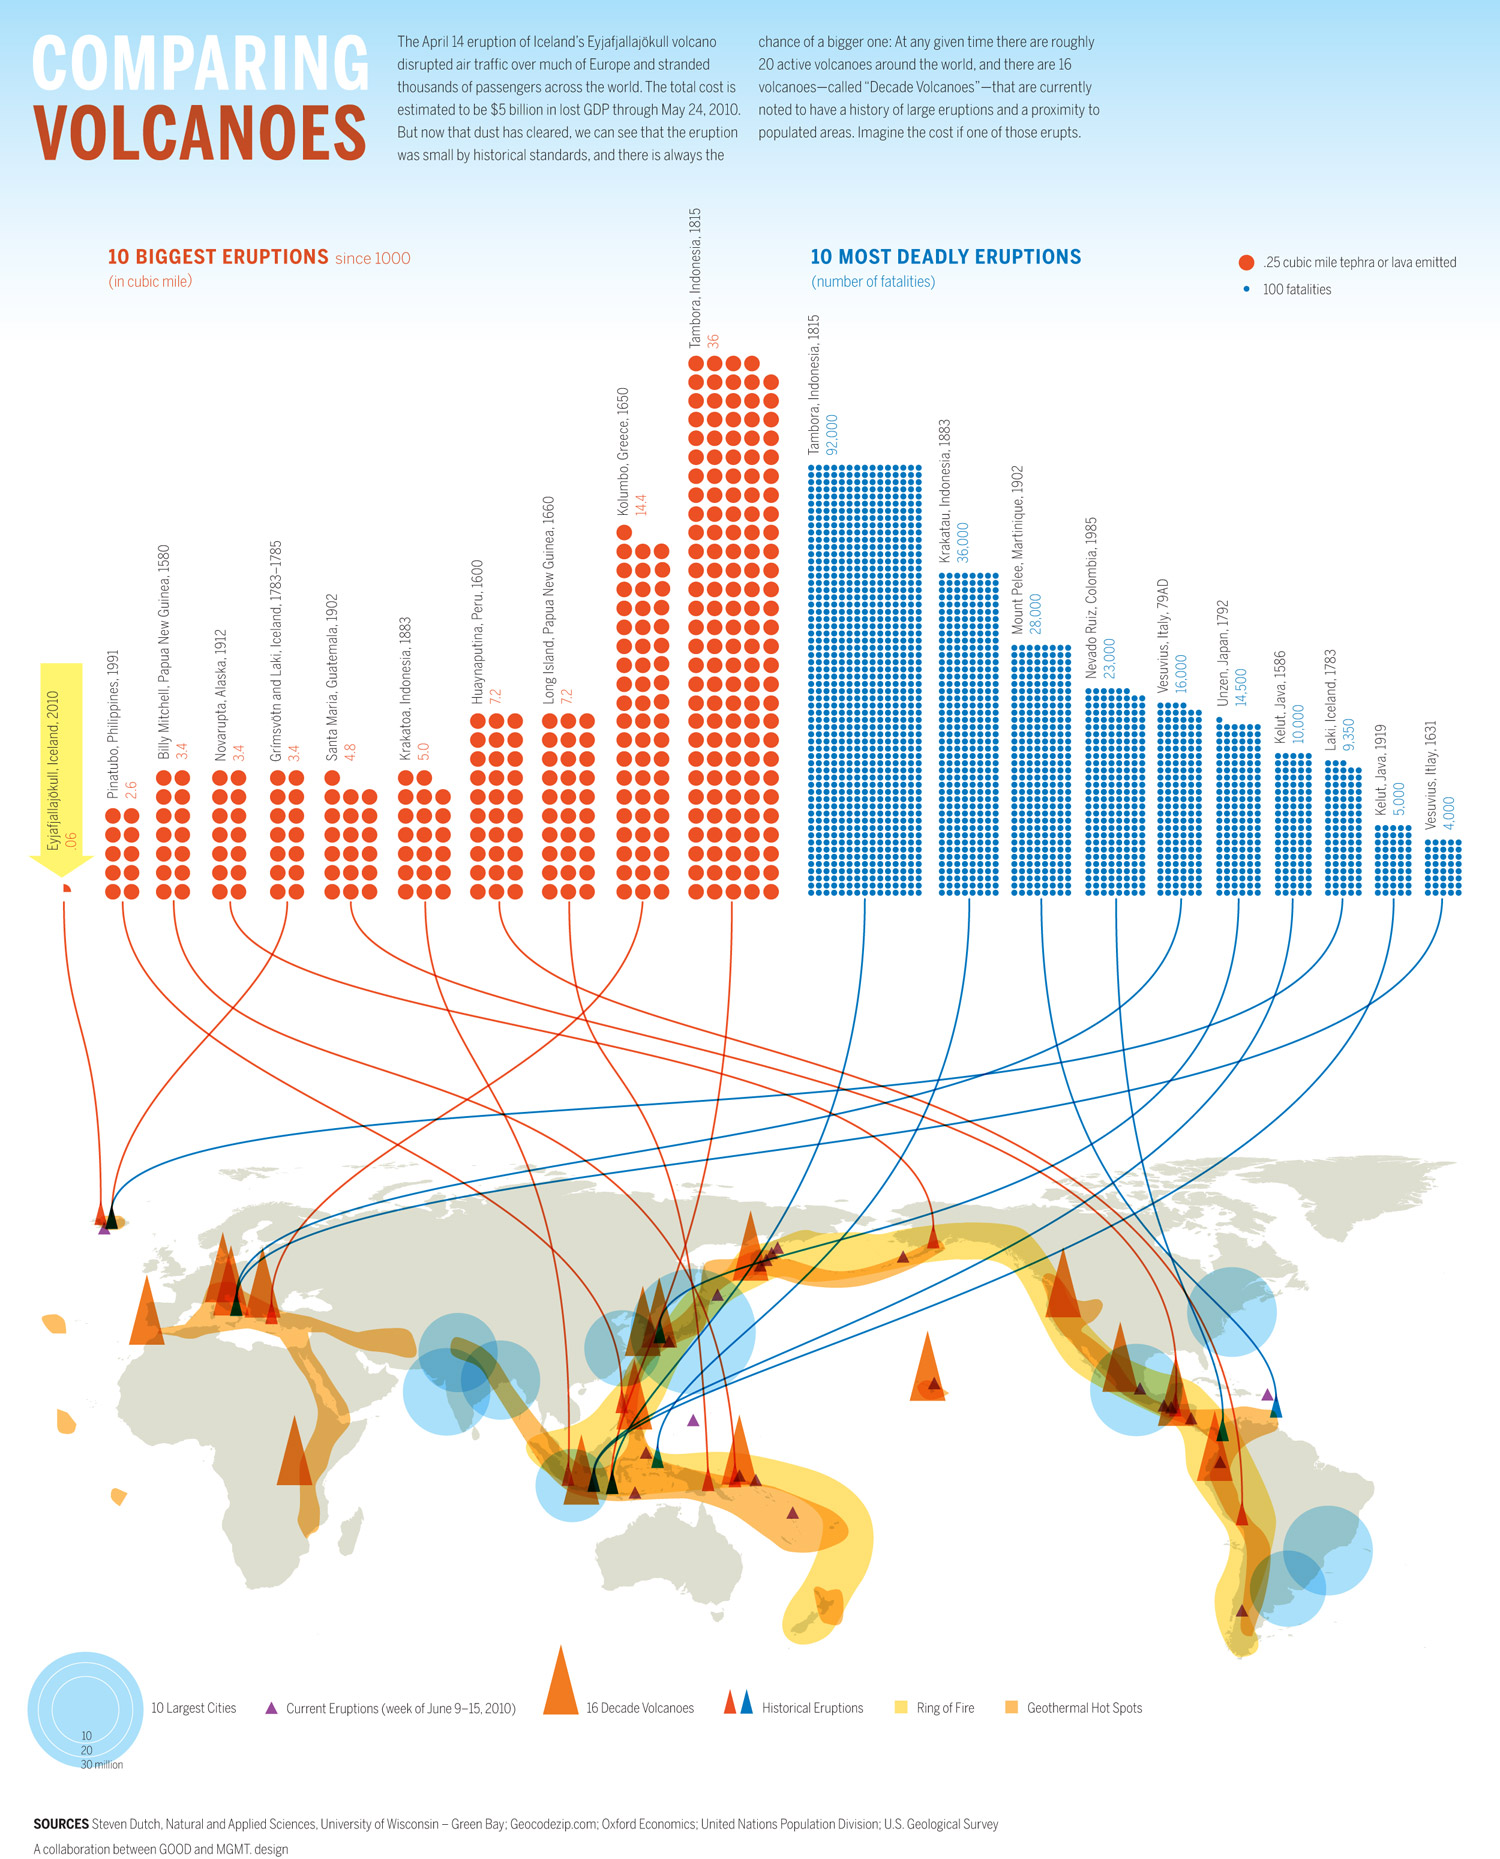 COMPARING
VOLCANOES
The April 14 eruption of Iceland's Eyjafjallajökull volcano
disrupted air traffic over much of Europe and stranded
thousands of passengers across the world. The total cost is
estimated to be $5 billion in lost GDP through May 24, 2010.
But now that dust has cleared, we can see that the eruption
was small by historical standards, and there is always the
chance of a bigger one: At any given time there are roughly
20 active volcanoes around the world, and there are 16
volcanoes—called "Decade Volcanoes"—that are currently
noted to have a history of large eruptions and a proximity to
populated areas. Imagine the cost if one of those erupts.
10 BIGGEST ERUPTIONS since 1000
(in cubic mile)
Eyjafjallajökull, Iceland, 2010
.06
Pinatubo, Philippines, 1991
2.6
Billy Mitchell, Papua New Guinea, 1580
3.4
Novarupta, Alaska, 1912
3.4
Grímsvötn and Laki, Iceland, 1783–1785
3.4
Santa Maria, Guatemala, 1902
4.8
Krakatoa, Indonesia, 1883
5.0
Huaynaputina, Peru, 1600
7.2
Long Island, Papua New Guinea, 1660
7.2
Kolumbo, Greece, 1650
14.4
Tambora, Indonesia, 1815
36
10 MOST DEADLY ERUPTIONS
(number of fatalities)
.25 cubic mile tephra or lava emitted
100 fatalities
Tambora, Indonesia, 1815
92,000
Krakatau, Indonesia, 1883
36,000
Mount Pelee, Martinique, 1902
28,000
Nevado Ruiz, Colombia, 1985
23,000
Vesuvius, Italy, 79AD
16,000
Unzen, Japan, 1792
14,500
Kelut, Java, 1586
10,000
Laki, Iceland, 1783
9,350
Kelut, Java, 1919
5,000
Vesuvius, Itlay, 1631
4,000
10
20
30 million
10 Largest Cities
Current Eruptions (week of June 9–15, 2010)
16 Decade Volcanoes
Historical Eruptions
Ring of Fire
Geothermal Hot Spots
SOURCES Steven Dutch, Natural and Applied Sciences, University of Wisconsin – Green Bay; Geocodezip.com; Oxford Economics; United Nations Population Division; U.S. Geological Survey
A collaboration between GOOD and MGMT. design